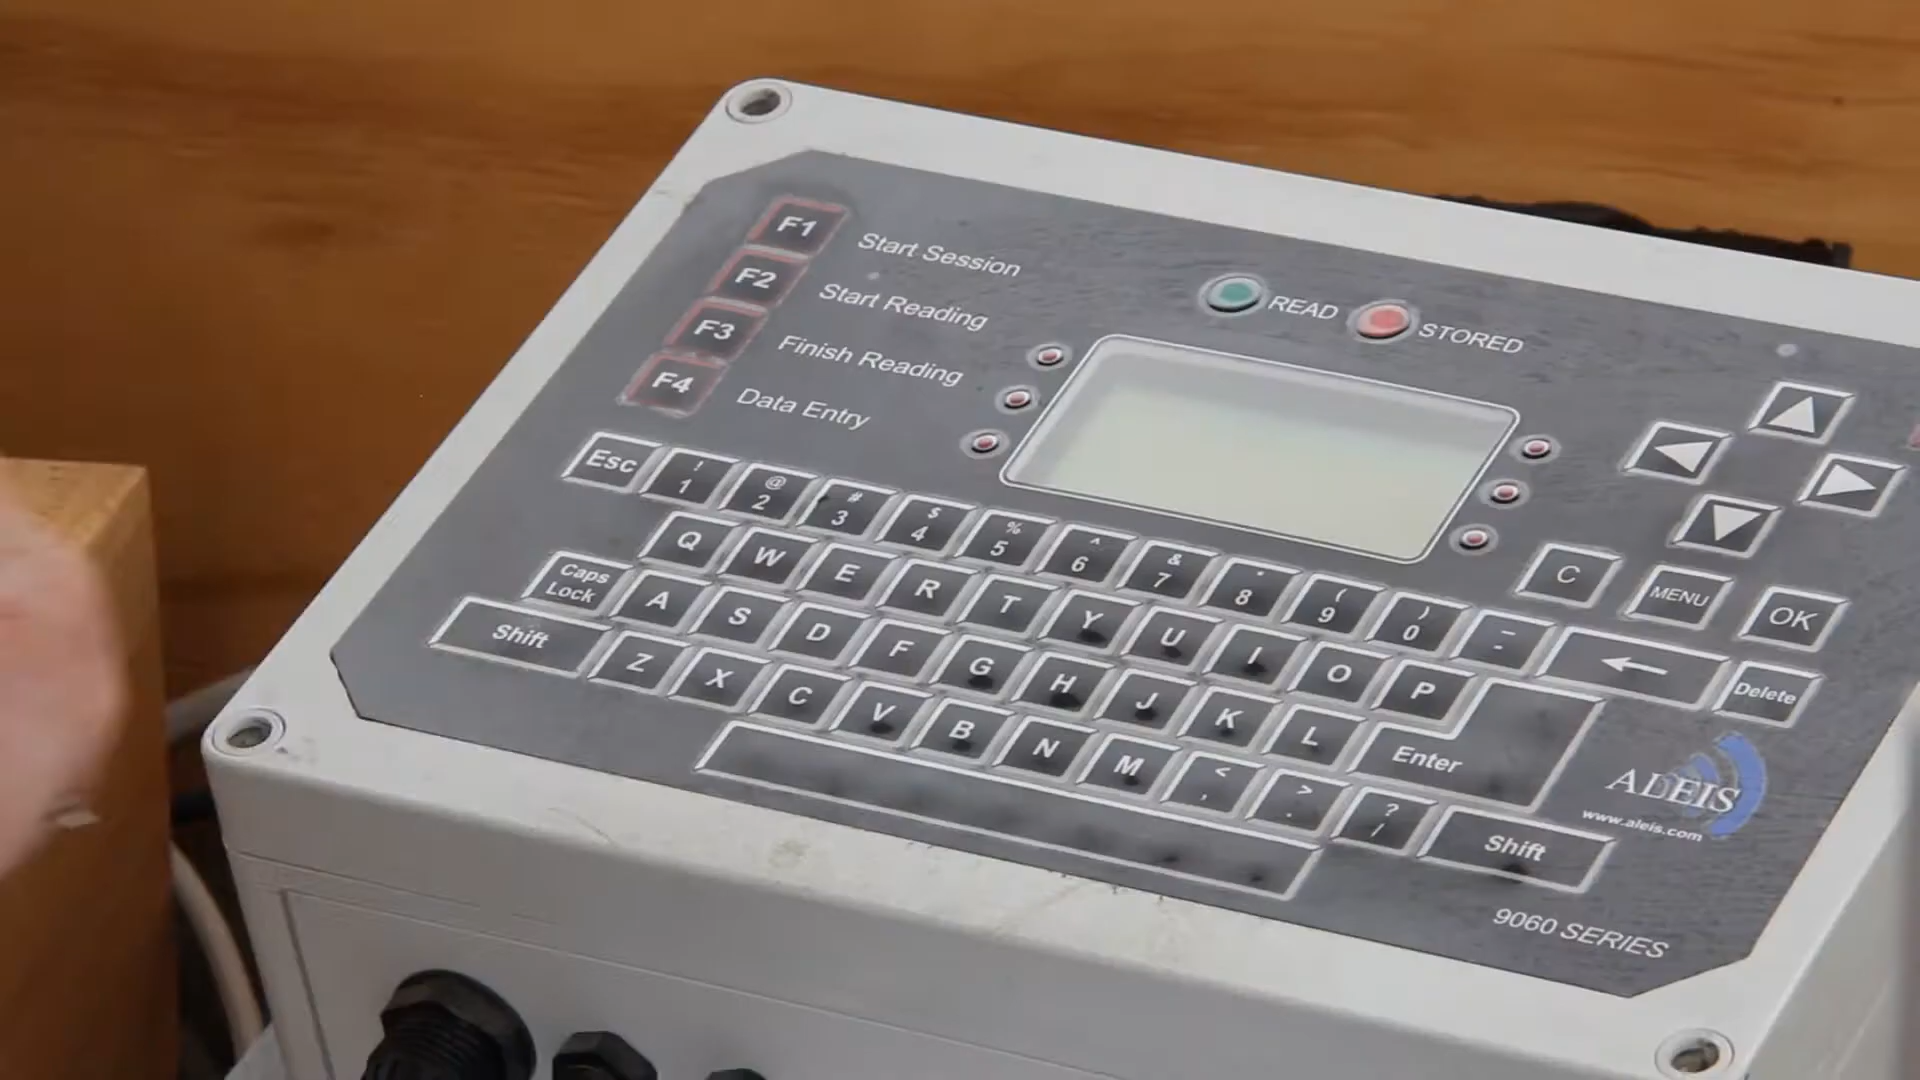 F1 Start Session
F2 Start Reading
F3 Finish Reading
F4 Data Entry
READ STORED
Esc ! 1 @ 2 # 3 $ 4 % 5 ^ 6 & 7 * 8 ( 9 ) 0 _ -
Q W E R T Y U I O P
Caps Lock A S D F G H J K L Enter
Shift Z X C V B N M < , > . ? / Shift
C MENU OK
Delete
ALEIS
www.aleis.com
9060 SERIES